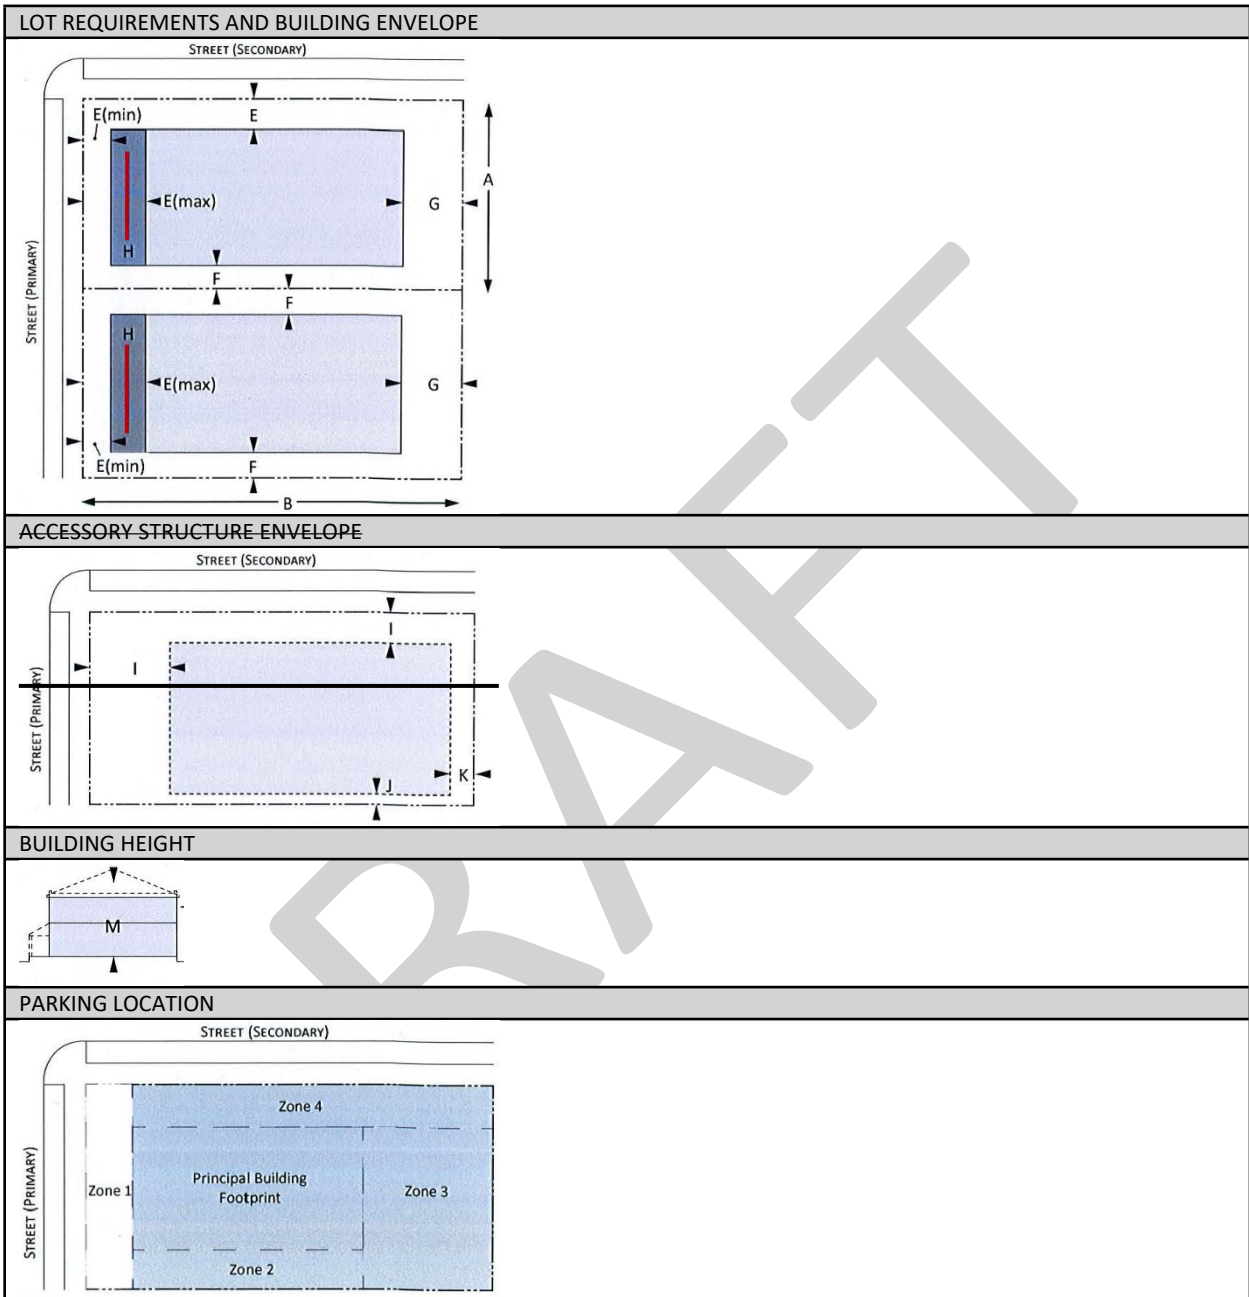 LOT REQUIREMENTS AND BUILDING ENVELOPE
STREET (SECONDARY)
E(min)
E
A
E(max)
G
H
STREET (PRIMARY)
F
F
H
E(max)
G
E(min)
F
B
ACCESSORY STRUCTURE ENVELOPE
STREET (SECONDARY)
I
I
STREET (PRIMARY)
K
J
BUILDING HEIGHT
M
PARKING LOCATION
STREET (SECONDARY)
Zone 4
STREET (PRIMARY)
Zone 1
Principal Building
Footprint
Zone 3
Zone 2
DRAFT